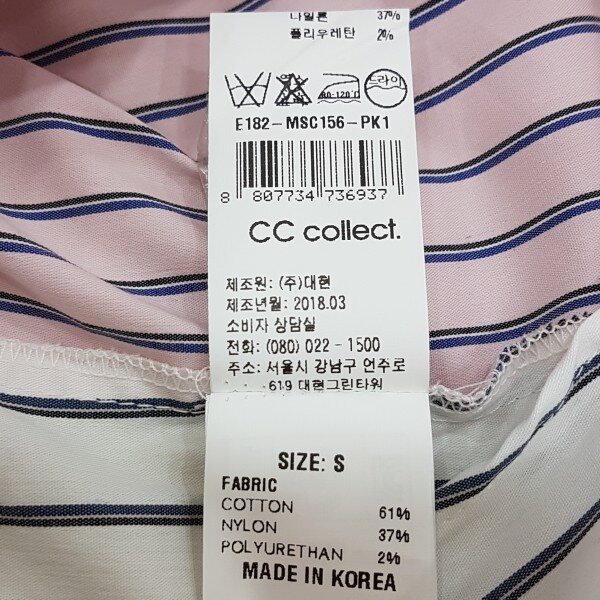 나일론 37%
폴리우레탄 2%
80-120℃ 드라이
E182-MSC156-PK1
8 807734 736937
CC collect.
제조원: (주)대현
제조년월: 2018.03
소비자 상담실
전화: (080) 022-1500
주소: 서울시 강남구 언주로
619 대현그린타워
SIZE: S
FABRIC
COTTON 61%
NYLON 37%
POLYURETHAN 2%
MADE IN KOREA